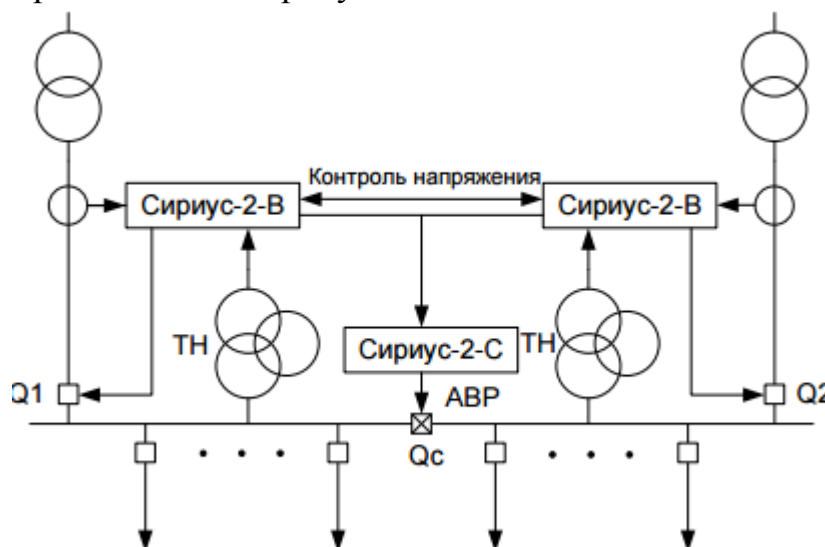 Контроль напряжения
Сириус-2-В
Сириус-2-В
ТН
Сириус-2-С
ТН
Q1
АВР
Q2
Qc